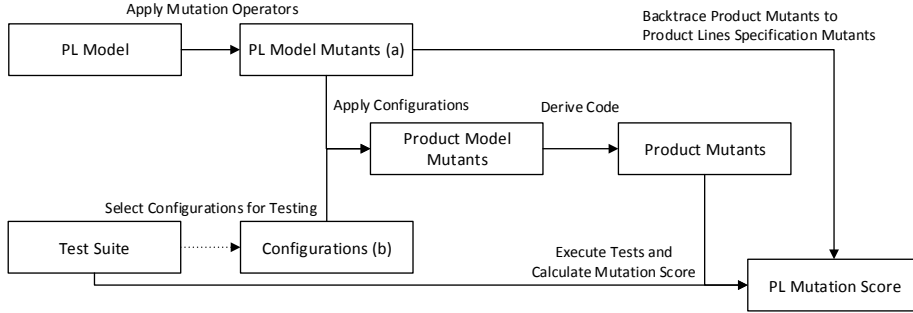 Apply Mutation Operators
Backtrace Product Mutants to
Product Lines Specification Mutants
PL Model
PL Model Mutants (a)
Apply Configurations
Derive Code
Product Model
Mutants
Product Mutants
Select Configurations for Testing
Test Suite
Configurations (b)
Execute Tests and
Calculate Mutation Score
PL Mutation Score